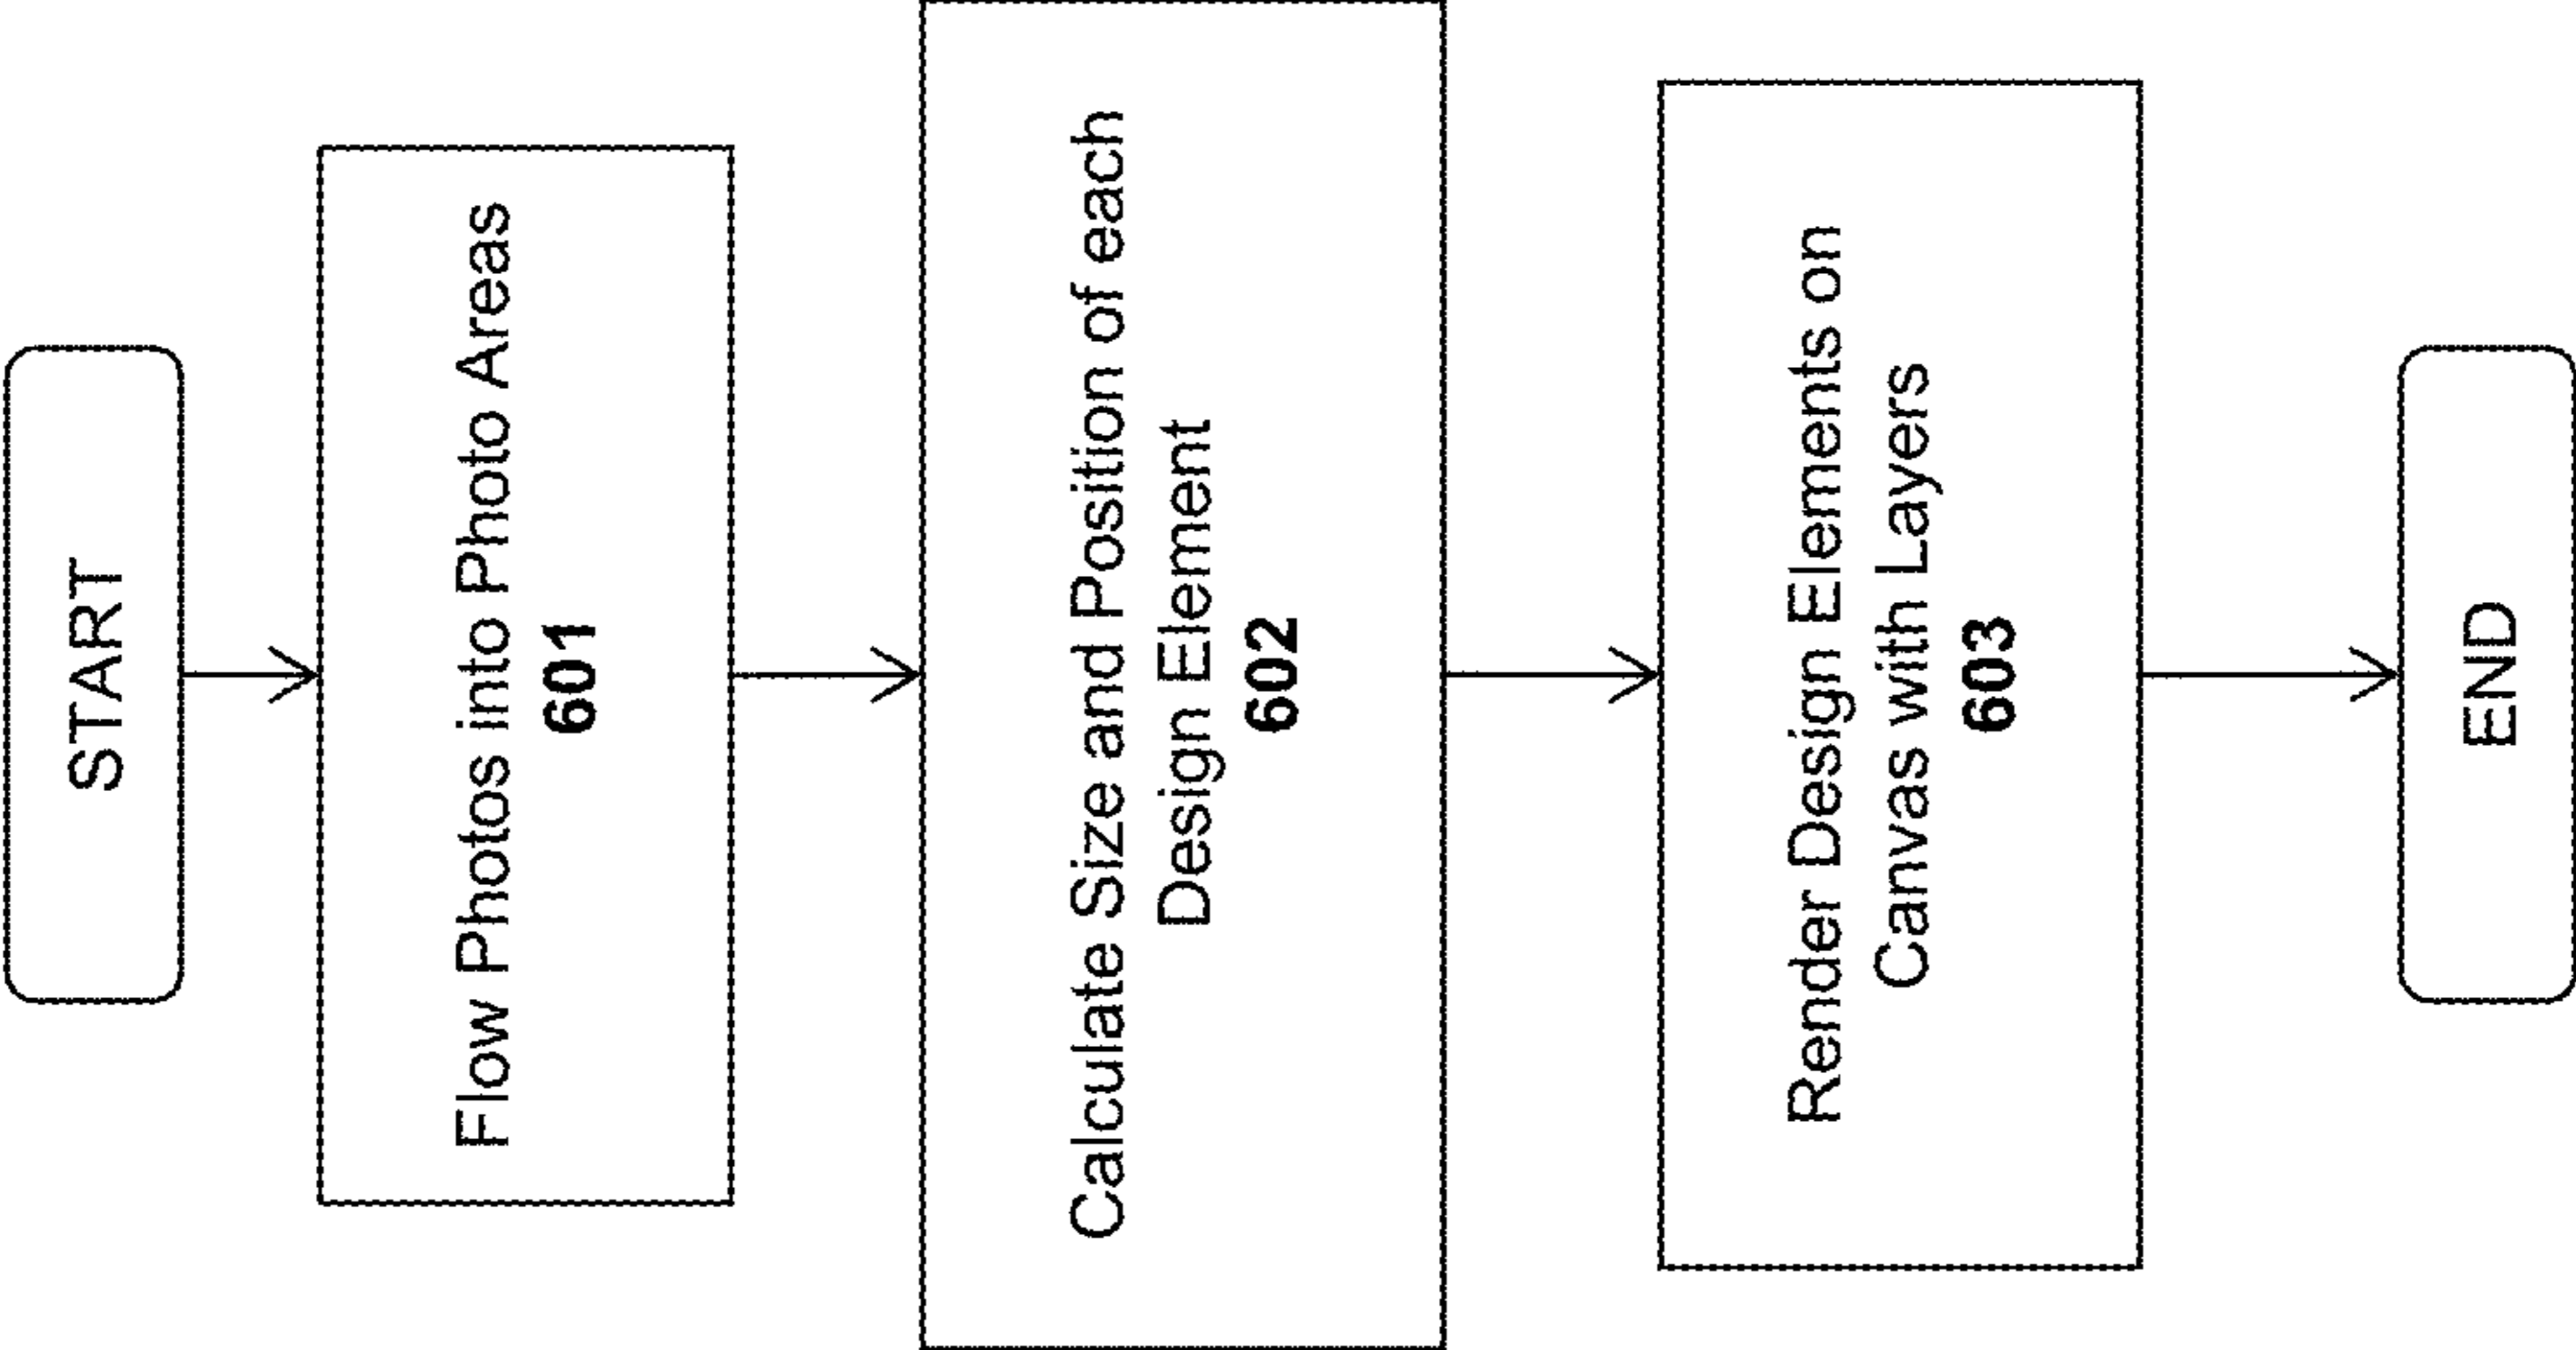 START
Flow Photos into Photo Areas
601
Calculate Size and Position of each
Design Element
602
Render Design Elements on
Canvas with Layers
603
END